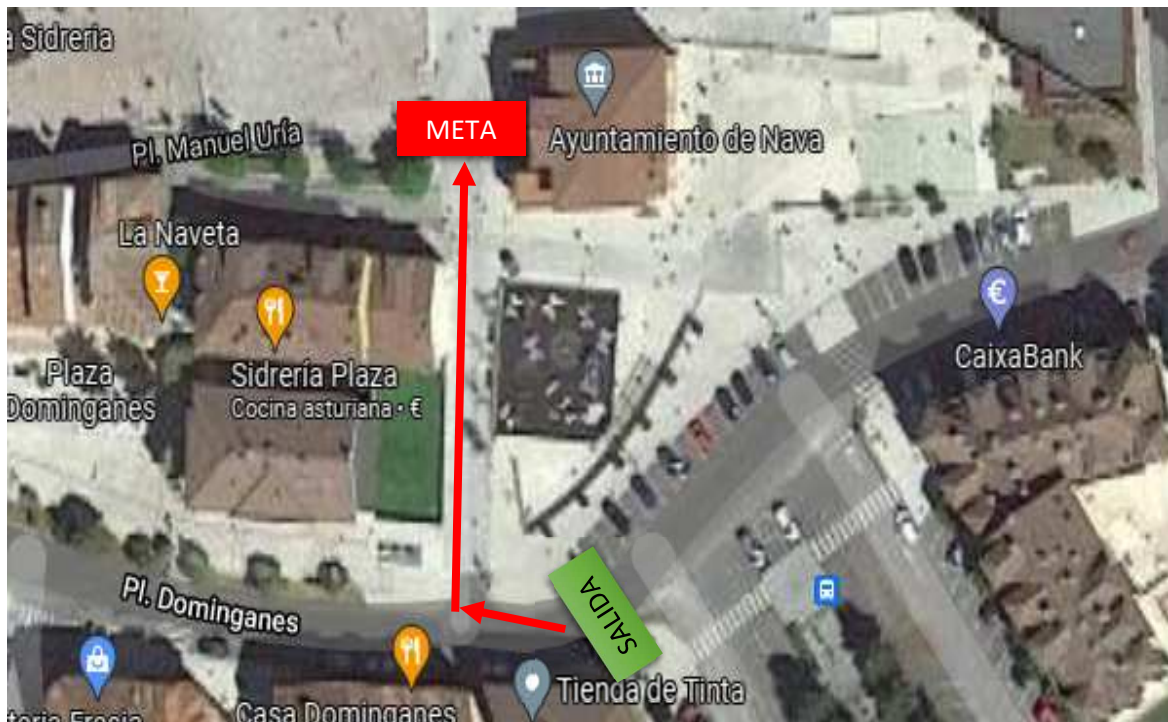 a Sidreria
META
Ayuntamiento de Nava
Pl. Manuel Uría
La Naveta
CaixaBank
Plaza
Dominganes
Sidrería Plaza
Cocina asturiana · €
SALIDA
Pl. Dominganes
Tienda de Tinta
Casa Dominganes